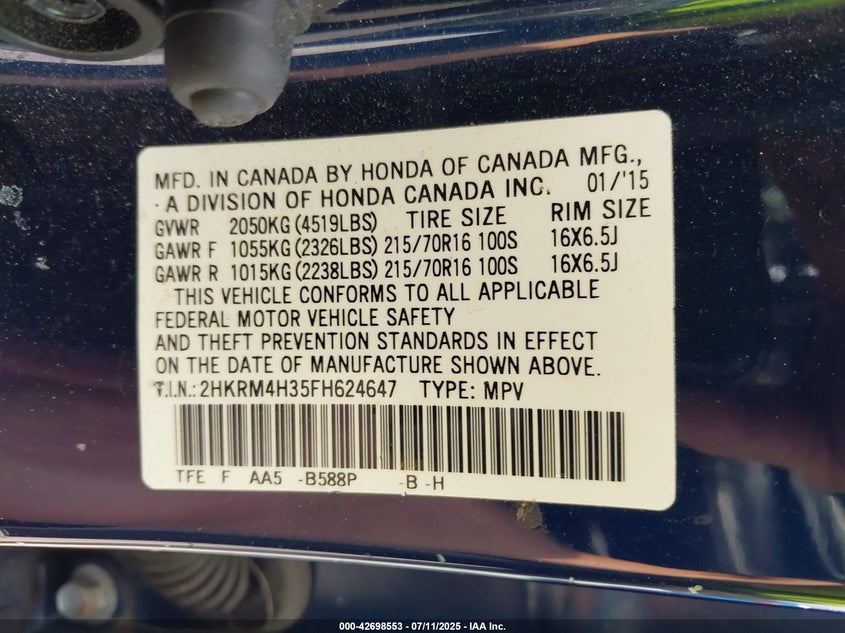 MFD. IN CANADA BY HONDA OF CANADA MFG.,
A DIVISION OF HONDA CANADA INC. 01/'15
GVWR 2050KG (4519LBS) TIRE SIZE RIM SIZE
GAWR F 1055KG (2326LBS) 215/70R16 100S 16X6.5J
GAWR R 1015KG (2238LBS) 215/70R16 100S 16X6.5J
THIS VEHICLE CONFORMS TO ALL APPLICABLE
FEDERAL MOTOR VEHICLE SAFETY
AND THEFT PREVENTION STANDARDS IN EFFECT
ON THE DATE OF MANUFACTURE SHOWN ABOVE.
V.I.N.: 2HKRM4H35FH624647 TYPE: MPV
TFE F AA5 -B588P -B -H
000-42698553 - 07/11/2025 - IAA Inc.